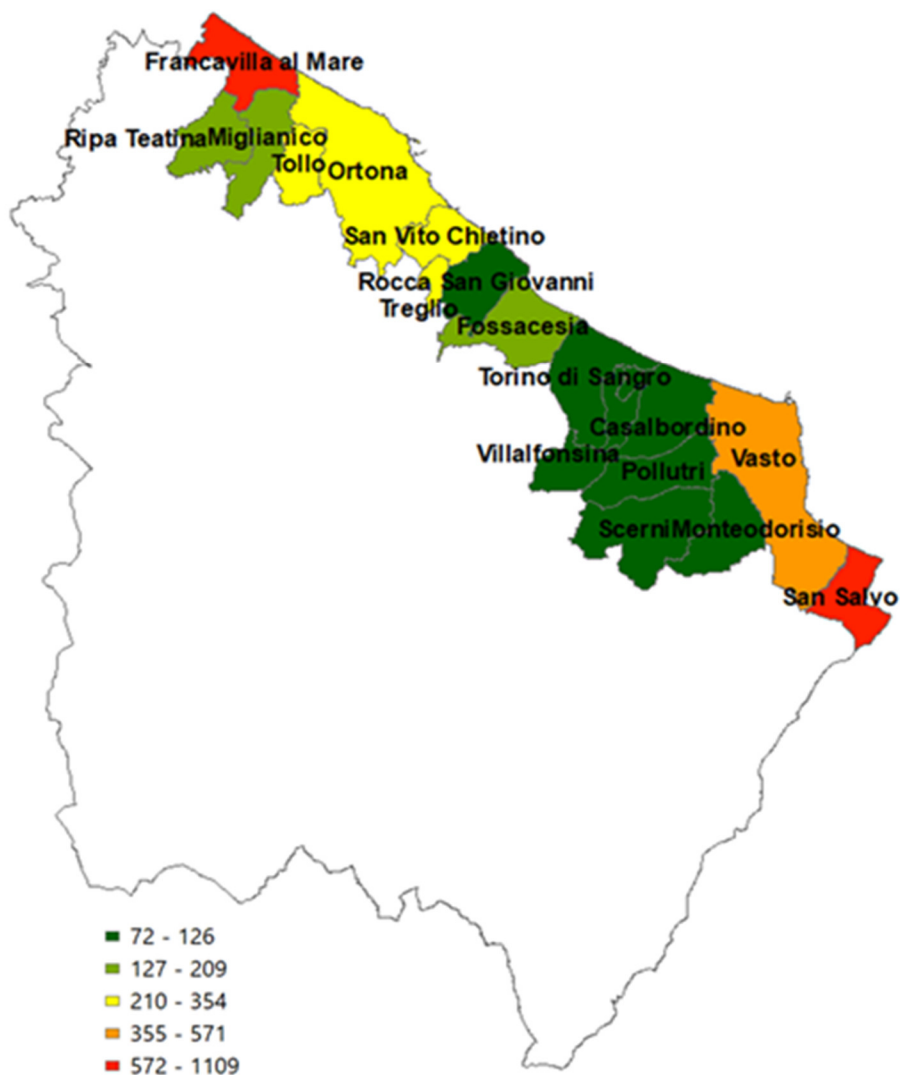 Francavilla al Mare
Ripa Teatina
Miglianico
Tollo
Ortona
San Vito Chietino
Rocca San Giovanni
Treglio
Fossacesia
Torino di Sangro
Casalbordino
Villalfonsina
Pollutri
Vasto
Scerni
Monteodorisio
San Salvo
72 - 126
127 - 209
210 - 354
355 - 571
572 - 1109